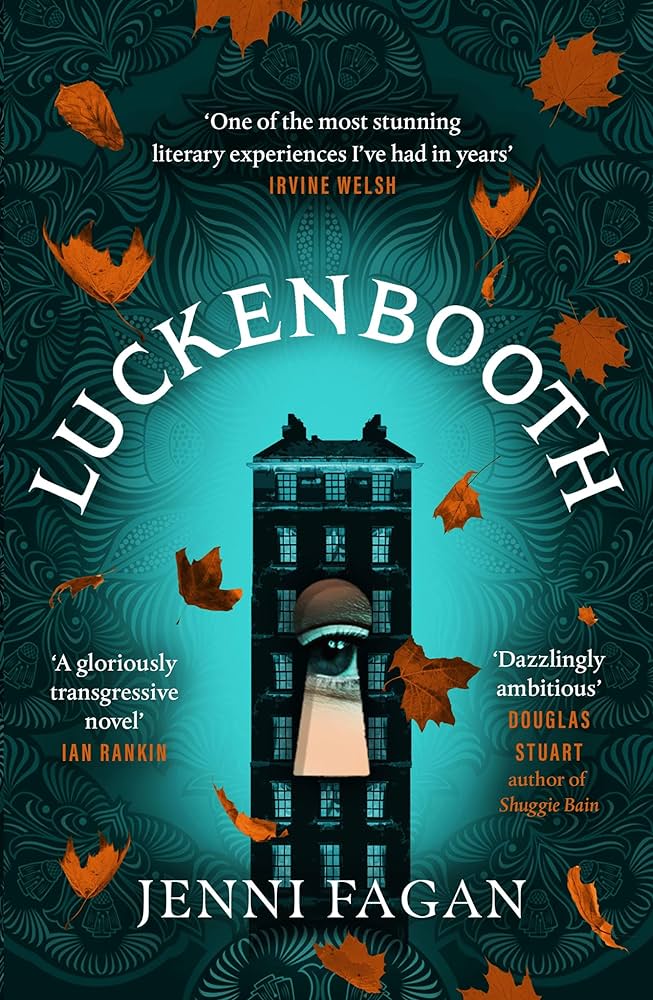 ‘One of the most stunning
literary experiences I’ve had in years’
IRVINE WELSH
LUCKENBOOTH
‘A gloriously
transgressive
novel’
IAN RANKIN
‘Dazzlingly
ambitious’
DOUGLAS
STUART
author of
Shuggie Bain
JENNI FAGAN